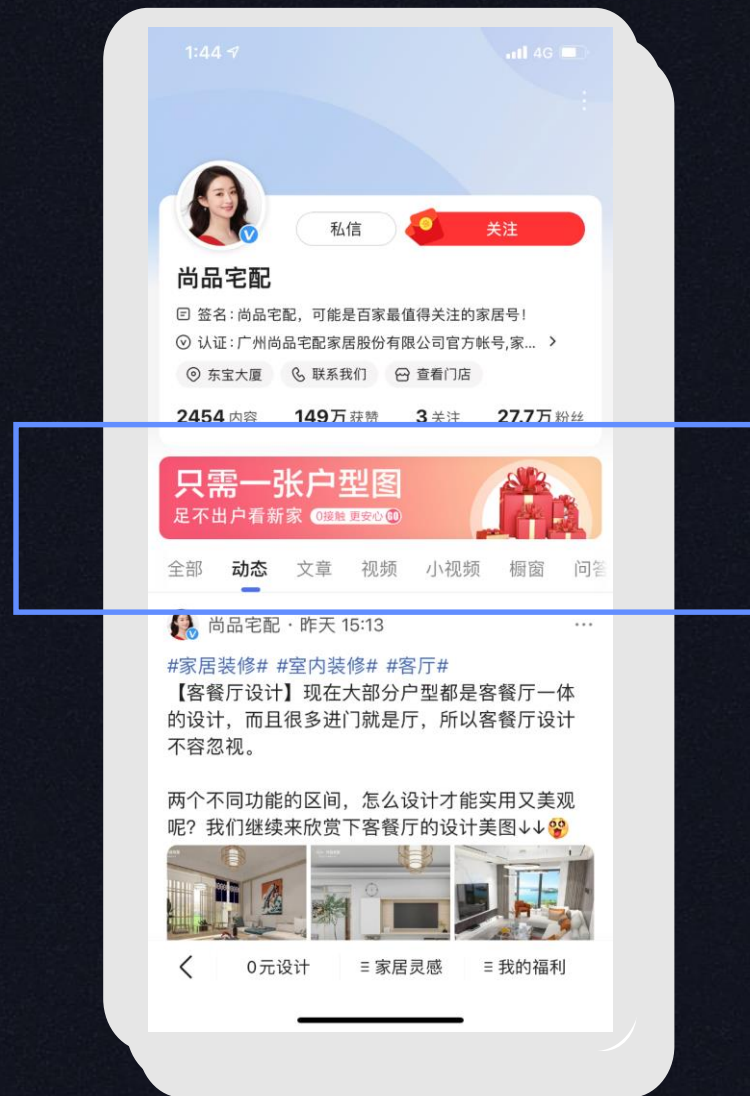 1:44
4G
私信
关注
尚品宅配
签名:尚品宅配，可能是百家最值得关注的家居号!
认证:广州尚品宅配家居股份有限公司官方帐号,家... >
东宝大厦 联系我们 查看门店
2454 内容 149万 获赞 3 关注 27.7万 粉丝
只需一张户型图
足不出户看新家 0接触 更安心 GO
全部 动态 文章 视频 小视频 橱窗 问答
尚品宅配 · 昨天 15:13 ···
#家居装修# #室内装修# #客厅#
【客餐厅设计】现在大部分户型都是客餐厅一体
的设计，而且很多进门就是厅，所以客餐厅设计
不容忽视。
两个不同功能的区间，怎么设计才能实用又美观
呢？我们继续来欣赏下客餐厅的设计美图↓↓
0元设计 家居灵感 我的福利